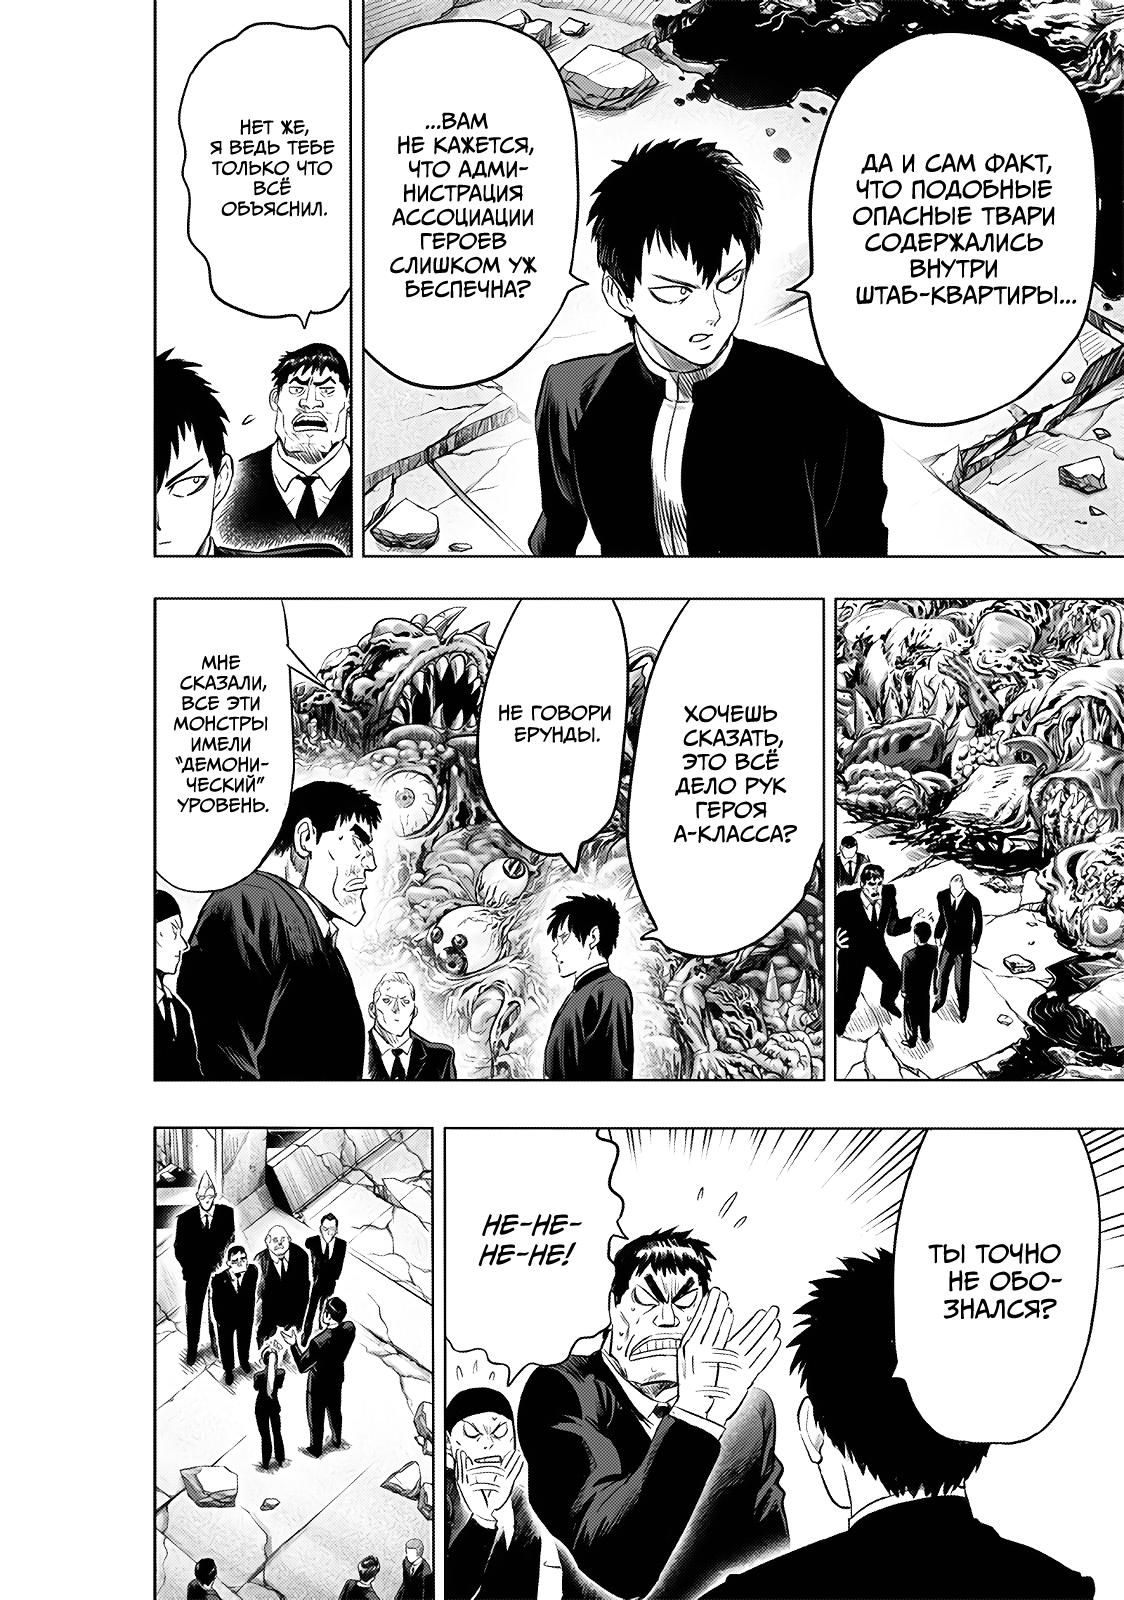 ДА И САМ ФАКТ,
ЧТО ПОДОБНЫЕ
ОПАСНЫЕ ТВАРИ
СОДЕРЖАЛИСЬ
ВНУТРИ
ШТАБ-КВАРТИРЫ...
...ВАМ
НЕ КАЖЕТСЯ,
ЧТО АДМИ-
НИСТРАЦИЯ
АССОЦИАЦИИ
ГЕРОЕВ
СЛИШКОМ УЖ
БЕСПЕЧНА?
НЕТ ЖЕ,
Я ВЕДЬ ТЕБЕ
ТОЛЬКО ЧТО
ВСЁ
ОБЪЯСНИЛ.
ХОЧЕШЬ
СКАЗАТЬ,
ЭТО ВСЁ
ДЕЛО РУК
ГЕРОЯ
А-КЛАССА?
НЕ ГОВОРИ
ЕРУНДЫ.
МНЕ
СКАЗАЛИ,
ВСЕ ЭТИ
МОНСТРЫ
ИМЕЛИ
“ДЕМОНИ-
ЧЕСКИЙ”
УРОВЕНЬ.
ТЫ ТОЧНО
НЕ ОБО-
ЗНАЛСЯ?
НЕ-НЕ-
НЕ-НЕ!